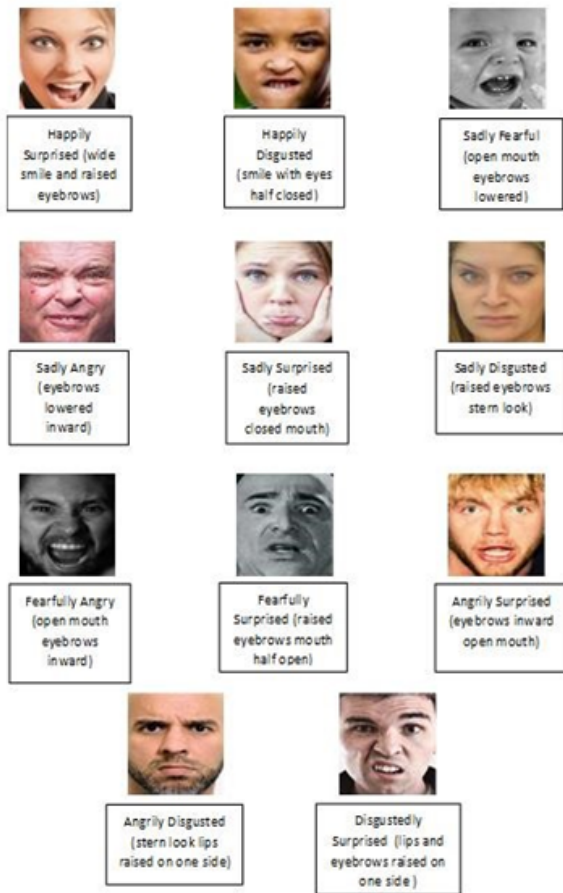 Happily
Surprised (wide
smile and raised
eyebrows)
Happily
Disgusted
(smile with eyes
half closed)
Sadly Fearful
(open mouth
eyebrows
lowered)
Sadly Angry
(eyebrows
lowered
inward)
Sadly Surprised
(raised
eyebrows
closed mouth)
Sadly Disgusted
(raised eyebrows
stern look)
Fearfully Angry
(open mouth
eyebrows
inward)
Fearfully
Surprised (raised
eyebrows mouth
half open)
Angrily Surprised
(eyebrows inward
open mouth)
Angrily Disgusted
(stern look lips
raised on one side)
Disgustedly
Surprised (lips and
eyebrows raised on
one side )